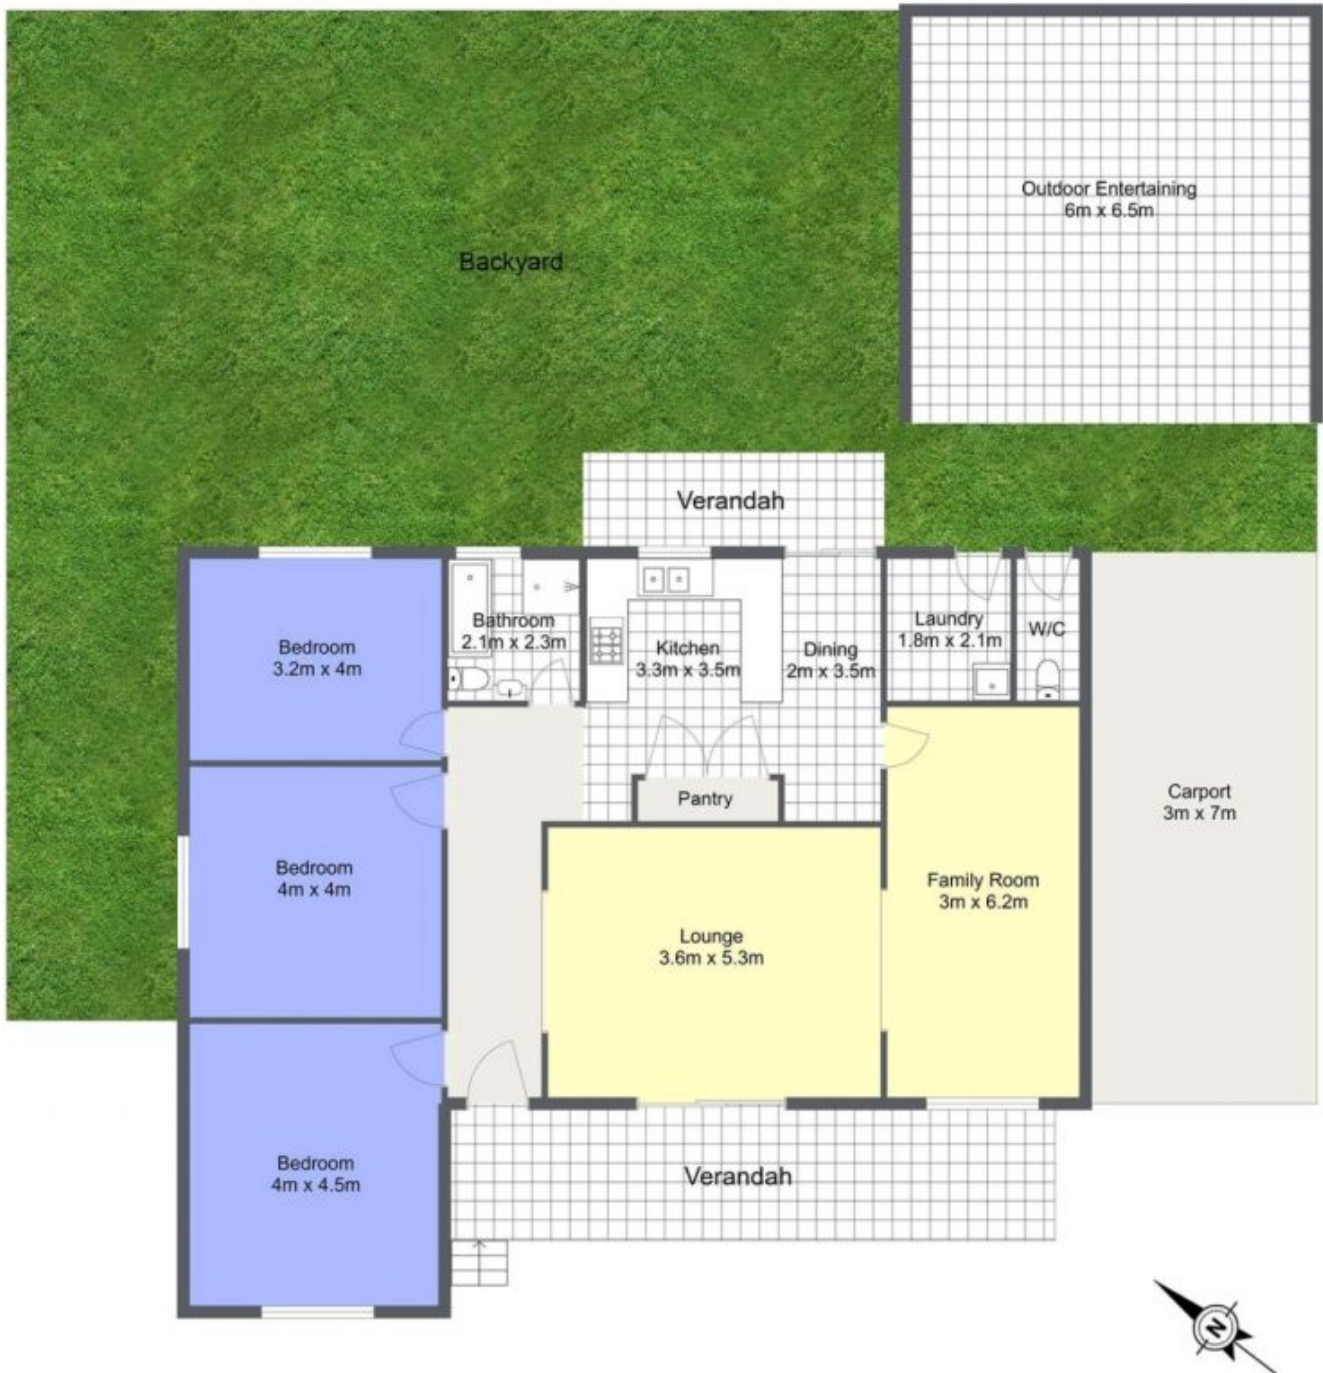 Outdoor Entertaining
6m x 6.5m
Backyard
Verandah
Bedroom
3.2m x 4m
Bathroom
2.1m x 2.3m
Kitchen
3.3m x 3.5m
Dining
2m x 3.5m
Laundry
1.8m x 2.1m
W/C
Pantry
Carport
3m x 7m
Bedroom
4m x 4m
Family Room
3m x 6.2m
Lounge
3.6m x 5.3m
Bedroom
4m x 4.5m
Verandah
N